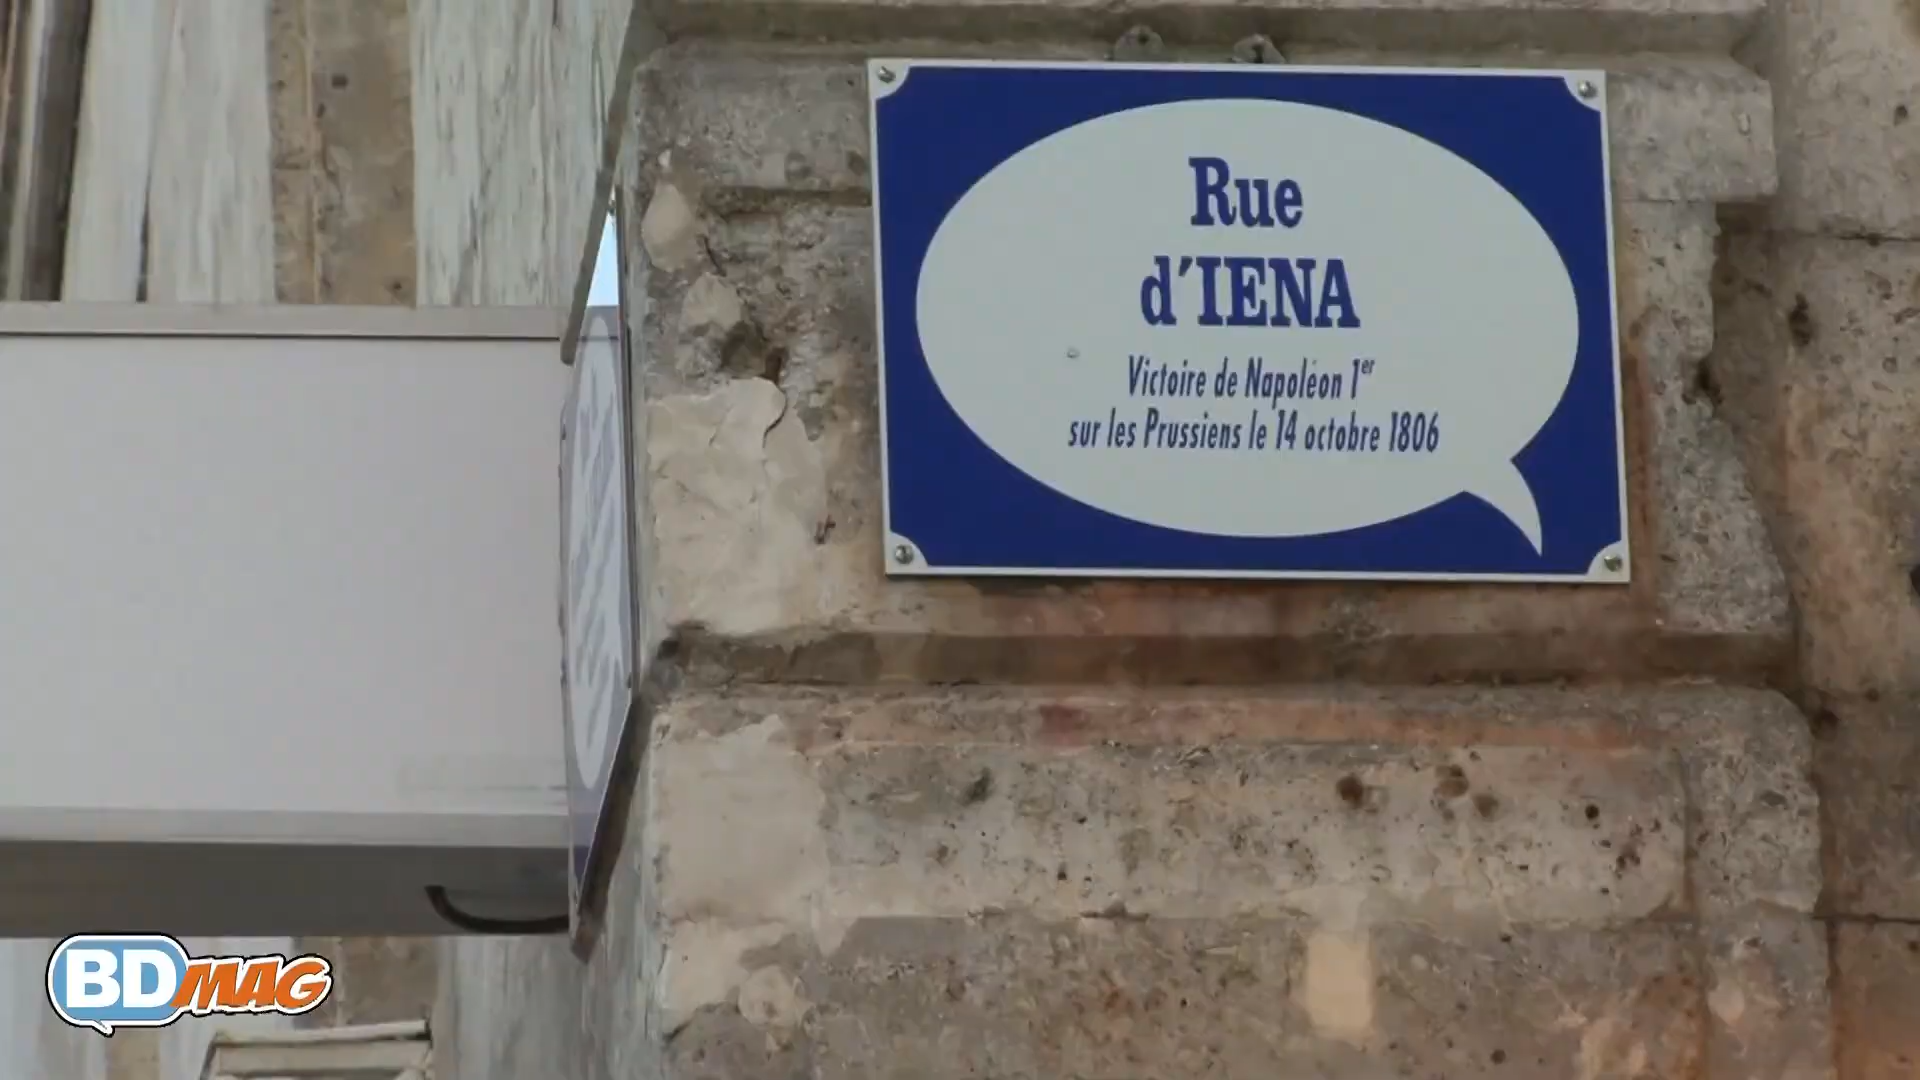 Rue
d'IENA
Victoire de Napoléon 1er
sur les Prussiens le 14 octobre 1806
BDMAG